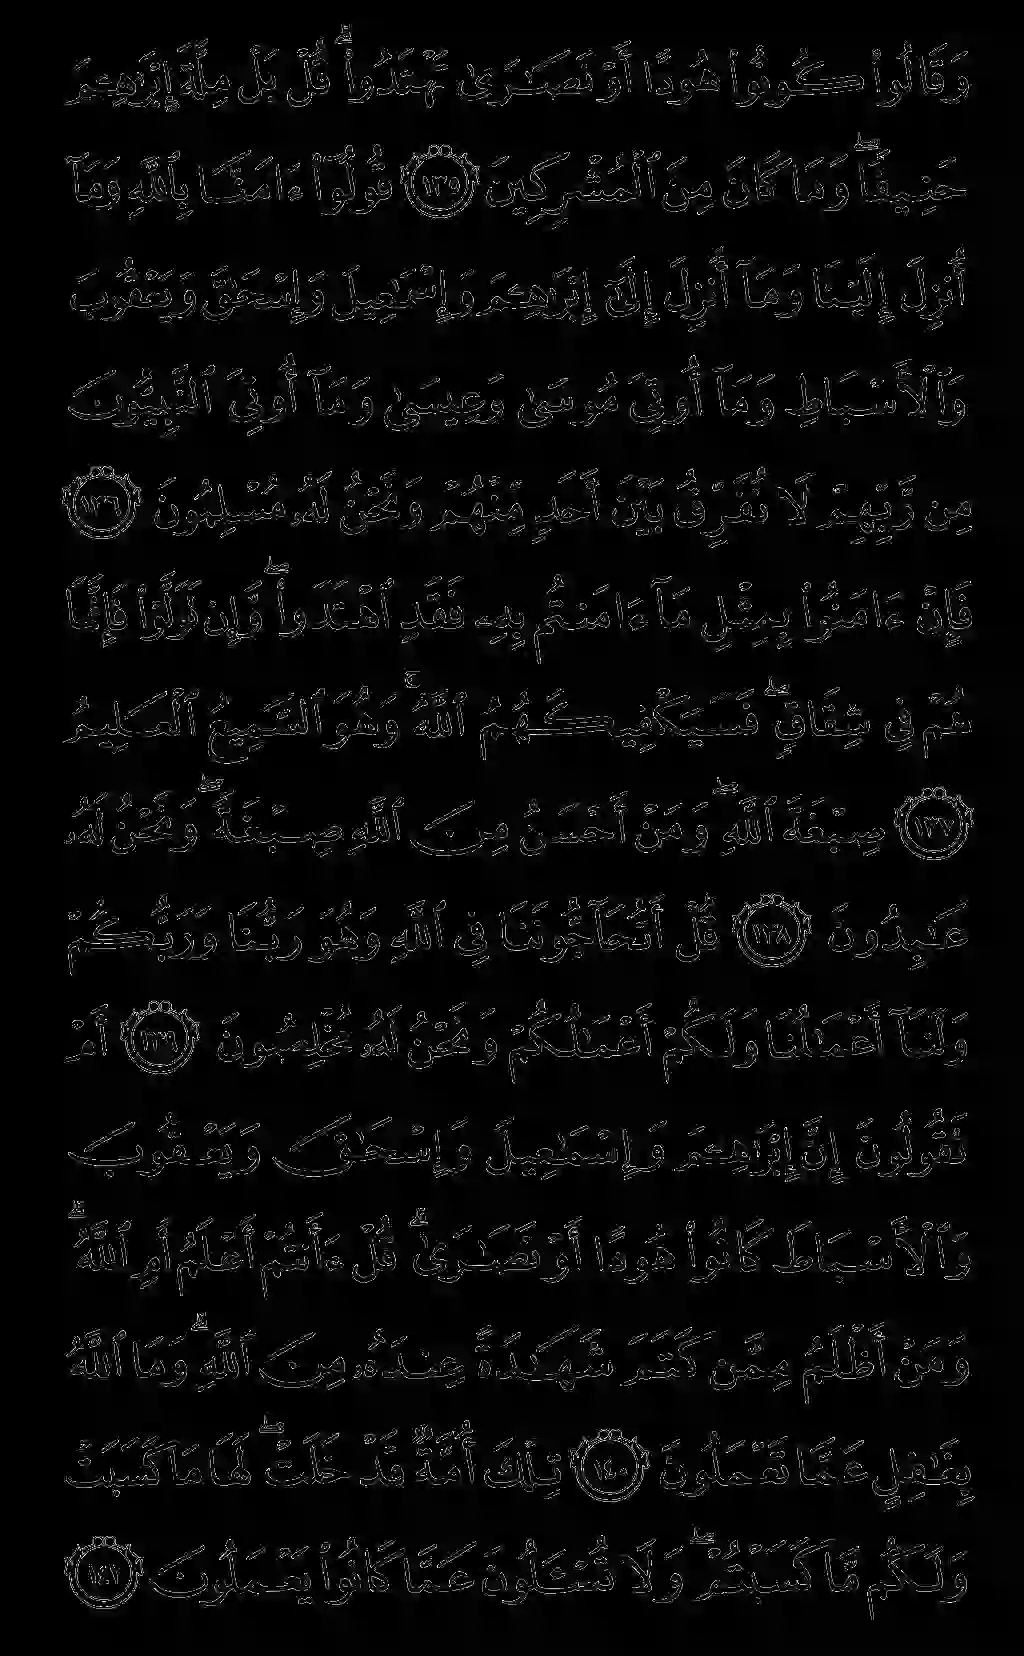 وَقَالُوا۟ كُونُوا۟ هُودًا أَوْ نَصَـٰرَىٰ تَهْتَدُوا۟ ۗ قُلْ بَلْ مِلَّةَ إِبْرَٰهِـۧمَ
حَنِيفًا ۖ وَمَا كَانَ مِنَ ٱلْمُشْرِكِينَ ١٣٥ قُولُوٓا۟ ءَامَنَّا بِٱللَّهِ وَمَآ
أُنزِلَ إِلَيْنَا وَمَآ أُنزِلَ إِلَىٰٓ إِبْرَٰهِـۧمَ وَإِسْمَـٰعِيلَ وَإِسْحَـٰقَ وَيَعْقُوبَ
وَٱلْأَسْبَاطِ وَمَآ أُوتِىَ مُوسَىٰ وَعِيسَىٰ وَمَآ أُوتِىَ ٱلنَّبِيُّونَ
مِن رَّبِّهِمْ لَا نُفَرِّقُ بَيْنَ أَحَدٍ مِّنْهُمْ وَنَحْنُ لَهُۥ مُسْلِمُونَ ١٣٦
فَإِنْ ءَامَنُوا۟ بِمِثْلِ مَآ ءَامَنتُم بِهِۦ فَقَدِ ٱهْتَدَوا۟ ۖ وَّإِن تَوَلَّوْا۟ فَإِنَّمَا
هُمْ فِى شِقَاقٍ ۖ فَسَيَكْفِيكَهُمُ ٱللَّهُ ۚ وَهُوَ ٱلسَّمِيعُ ٱلْعَلِيمُ
١٣٧ صِبْغَةَ ٱللَّهِ ۖ وَمَنْ أَحْسَنُ مِنَ ٱللَّهِ صِبْغَةً ۖ وَنَحْنُ لَهُۥ
عَـٰبِدُونَ ١٣٨ قُلْ أَتُحَآجُّونَنَا فِى ٱللَّهِ وَهُوَ رَبُّنَا وَرَبُّكُمْ
وَلَنَآ أَعْمَـٰلُنَا وَلَكُمْ أَعْمَـٰلُكُمْ وَنَحْنُ لَهُۥ مُخْلِصُونَ ١٣٩ أَمْ
تَقُولُونَ إِنَّ إِبْرَٰهِـۧمَ وَإِسْمَـٰعِيلَ وَإِسْحَـٰقَ وَيَعْقُوبَ
وَٱلْأَسْبَاطَ كَانُوا۟ هُودًا أَوْ نَصَـٰرَىٰ ۗ قُلْ ءَأَنتُمْ أَعْلَمُ أَمِ ٱللَّهُ ۗ
وَمَنْ أَظْلَمُ مِمَّن كَتَمَ شَهَـٰدَةً عِندَهُۥ مِنَ ٱللَّهِ ۗ وَمَا ٱللَّهُ
بِغَـٰفِلٍ عَمَّا تَعْمَلُونَ ١٤٠ تِلْكَ أُمَّةٌ قَدْ خَلَتْ ۖ لَهَا مَا كَسَبَتْ
وَلَكُم مَّا كَسَبْتُمْ ۖ وَلَا تُسْـَٔلُونَ عَمَّا كَانُوا۟ يَعْمَلُونَ ١٤١